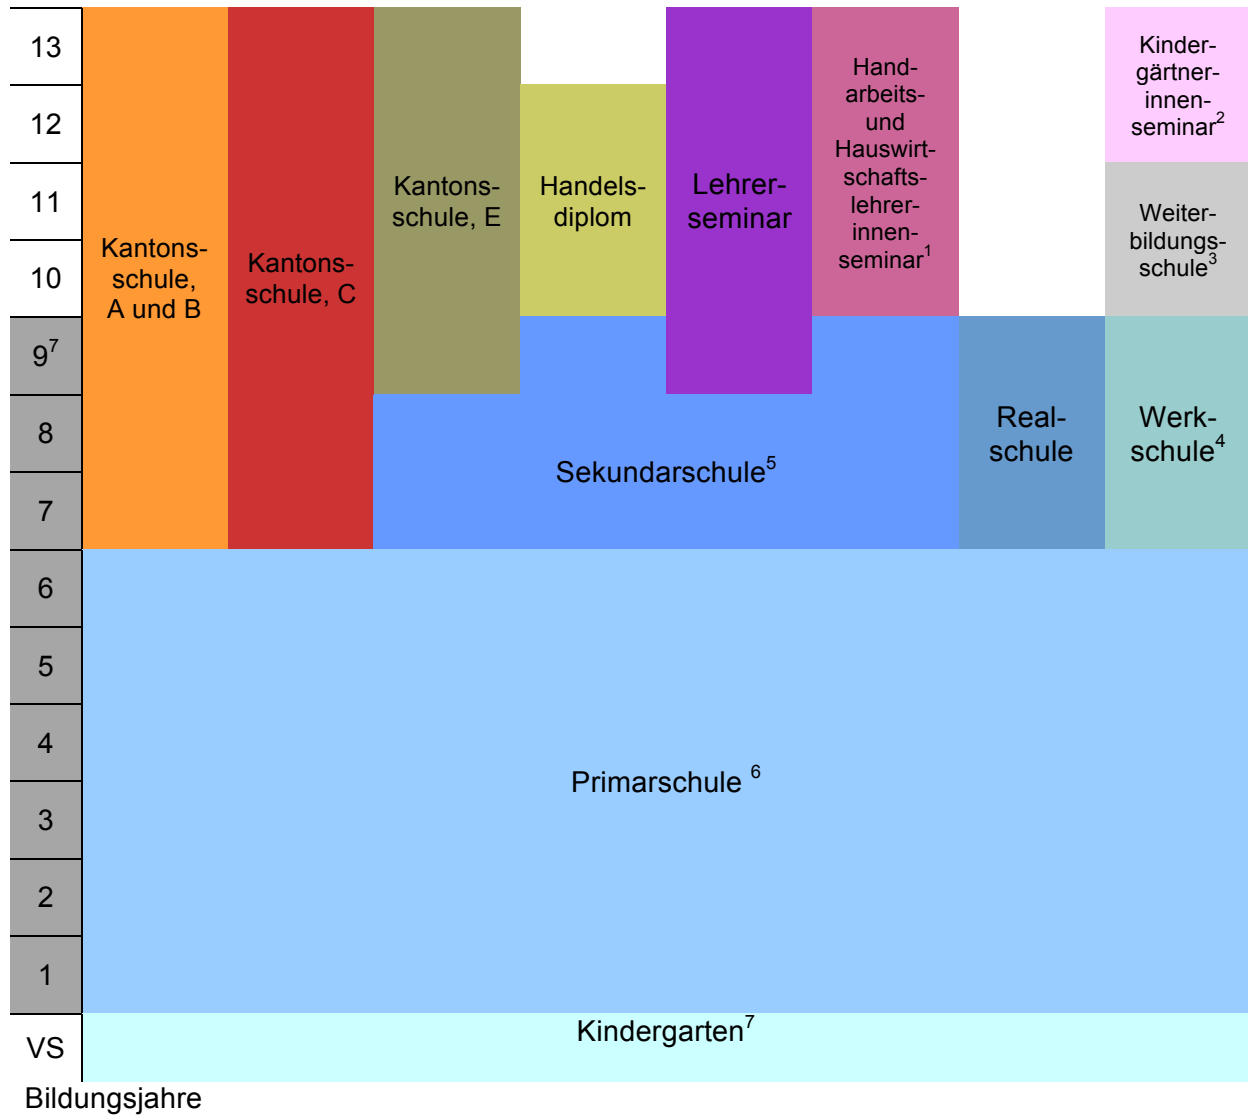 13
12
11
10
9⁷
8
7
6
5
4
3
2
1
VS
Kantons-
schule,
A und B
Kantons-
schule, C
Kantons-
schule, E
Handels-
diplom
Lehrer-
seminar
Hand-
arbeits-
und
Hauswirt-
schafts-
lehrer-
innen-
seminar¹
Kinder-
gärtner-
innen-
seminar²
Weiter-
bildungs-
schule³
Real-
schule
Werk-
schule⁴
Sekundarschule⁵
Primarschule ⁶
Kindergarten⁷
Bildungsjahre